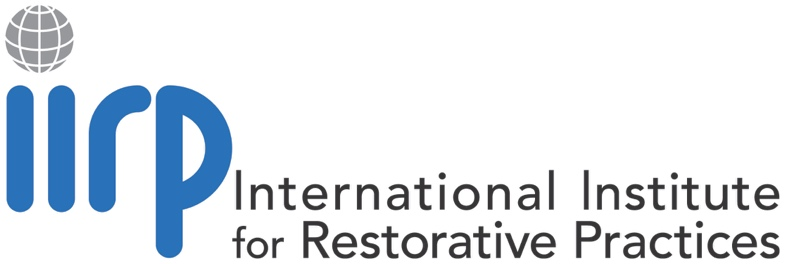 iirp
International Institute
for Restorative Practices